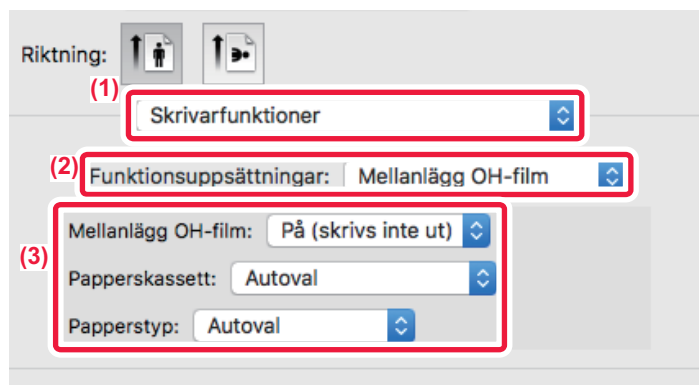 Riktning:
(1)
Skrivarfunktioner
(2)
Funktionsuppsättningar: Mellanlägg OH-film
(3)
Mellanlägg OH-film: På (skrivs inte ut)
Papperskassett: Autoval
Papperstyp: Autoval